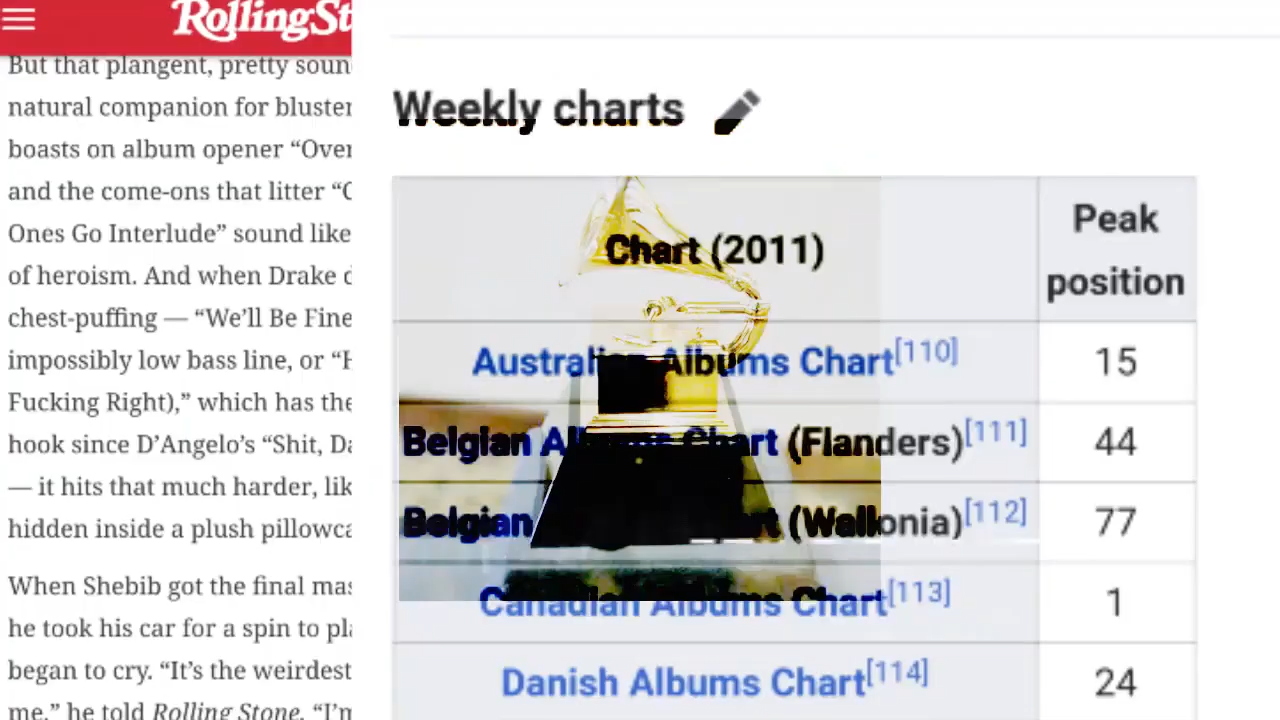 RollingSt
But that plangent, pretty soun
natural companion for bluster
boasts on album opener “Over
and the come-ons that litter “C
Ones Go Interlude” sound like
of heroism. And when Drake d
chest-puffing — “We’ll Be Fine
impossibly low bass line, or “H
Fucking Right),” which has the
hook since D’Angelo’s “Shit, Da
— it hits that much harder, lik
hidden inside a plush pillowca
When Shebib got the final mas
he took his car for a spin to pla
began to cry. “It’s the weirdest
me,” he told Rolling Stone. “I’m
Weekly charts
Chart (2011)
Peak
position
Australian Albums Chart[110] 15
Belgian Albums Chart (Flanders)[111] 44
Belgian Chart (Wallonia)[112] 77
Canadian Albums Chart[113] 1
Danish Albums Chart[114] 24